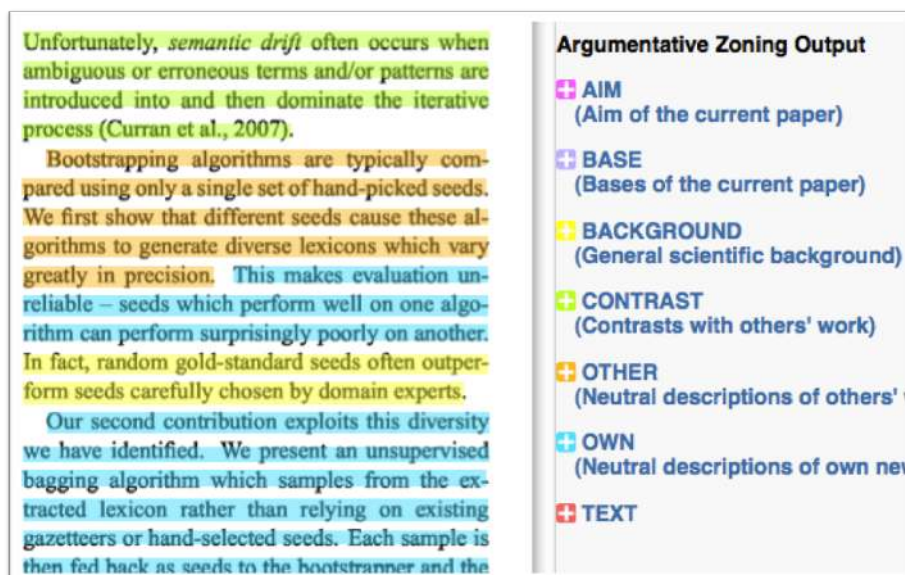 Unfortunately, semantic drift often occurs when
ambiguous or erroneous terms and/or patterns are
introduced into and then dominate the iterative
process (Curran et al., 2007).
Bootstrapping algorithms are typically com-
pared using only a single set of hand-picked seeds.
We first show that different seeds cause these al-
gorithms to generate diverse lexicons which vary
greatly in precision. This makes evaluation un-
reliable – seeds which perform well on one algo-
rithm can perform surprisingly poorly on another.
In fact, random gold-standard seeds often outper-
form seeds carefully chosen by domain experts.
Our second contribution exploits this diversity
we have identified. We present an unsupervised
bagging algorithm which samples from the ex-
tracted lexicon rather than relying on existing
gazetteers or hand-selected seeds. Each sample is
then fed back as seeds to the bootstrapper and the
Argumentative Zoning Output
AIM
(Aim of the current paper)
BASE
(Bases of the current paper)
BACKGROUND
(General scientific background)
CONTRAST
(Contrasts with others' work)
OTHER
(Neutral descriptions of others'
OWN
(Neutral descriptions of own new
TEXT